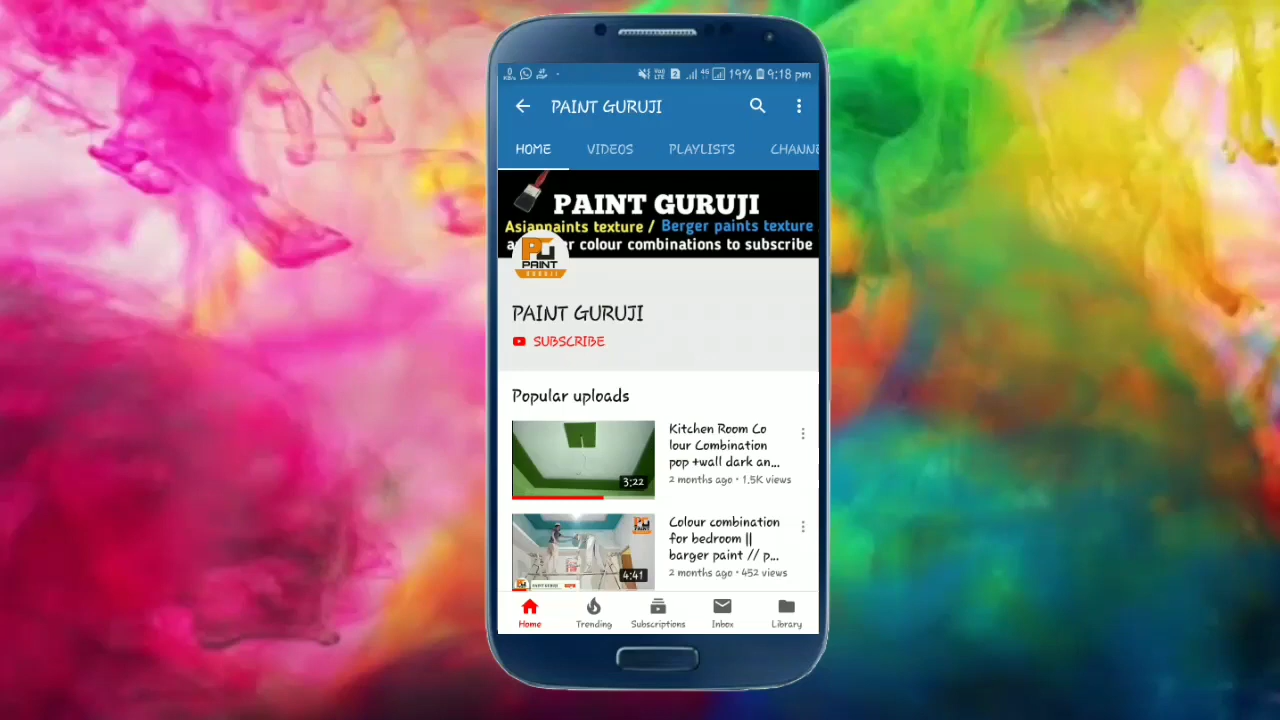 19% 9:18 pm
PAINT GURUJI
HOME VIDEOS PLAYLISTS CHANNE
PAINT GURUJI
Asianpaints texture / Berger paints texture
er colour combinations to subscribe
PG
PAINT
GURUJI
PAINT GURUJI
SUBSCRIBE
Popular uploads
Kitchen Room Co
lour Combination
pop +wall dark an...
2 months ago • 1.5K views
3:22
Colour combination
for bedroom ||
barger paint // p...
2 months ago • 452 views
4:41
Home Trending Subscriptions Inbox Library